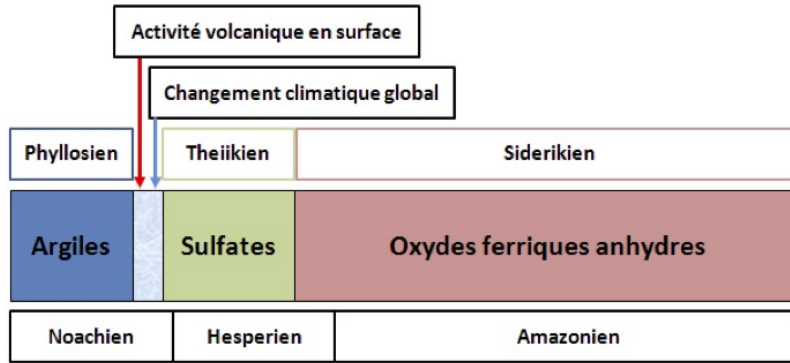 Activité volcanique en surface
Changement climatique global
Phyllosien
Theiikien
Siderikien
Argiles
Sulfates
Oxydes ferriques anhydres
Noachien
Hesperien
Amazonien